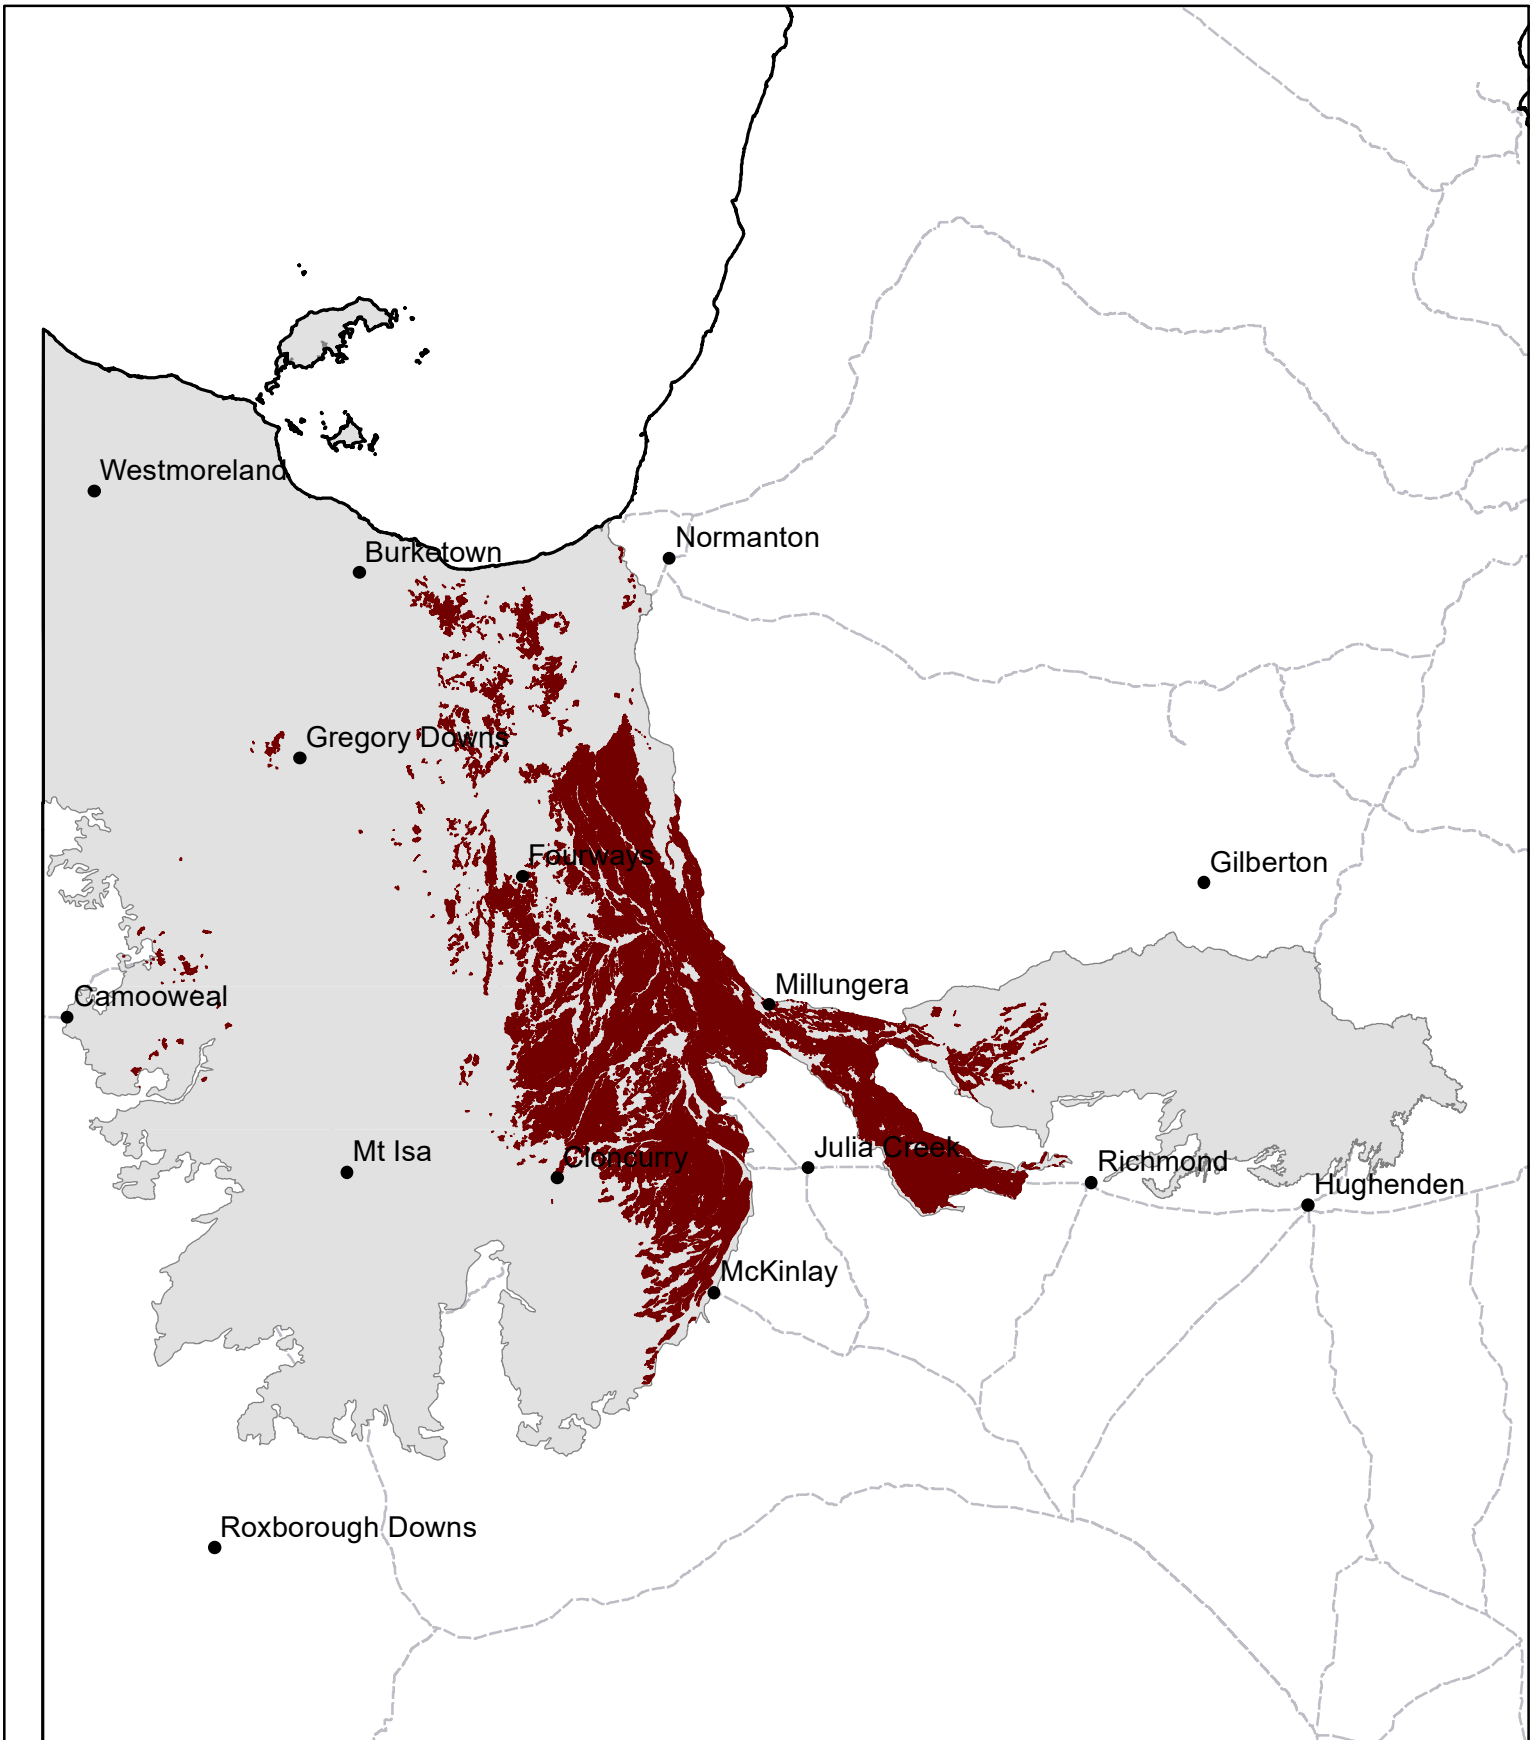 Westmoreland
Normanton
Burketown
Gregory Downs
Fourways
Gilberton
Millungera
Camooweal
Mt Isa
Julia Creek
Cloncurry
Richmond
Hughenden
McKinlay
Roxborough Downs